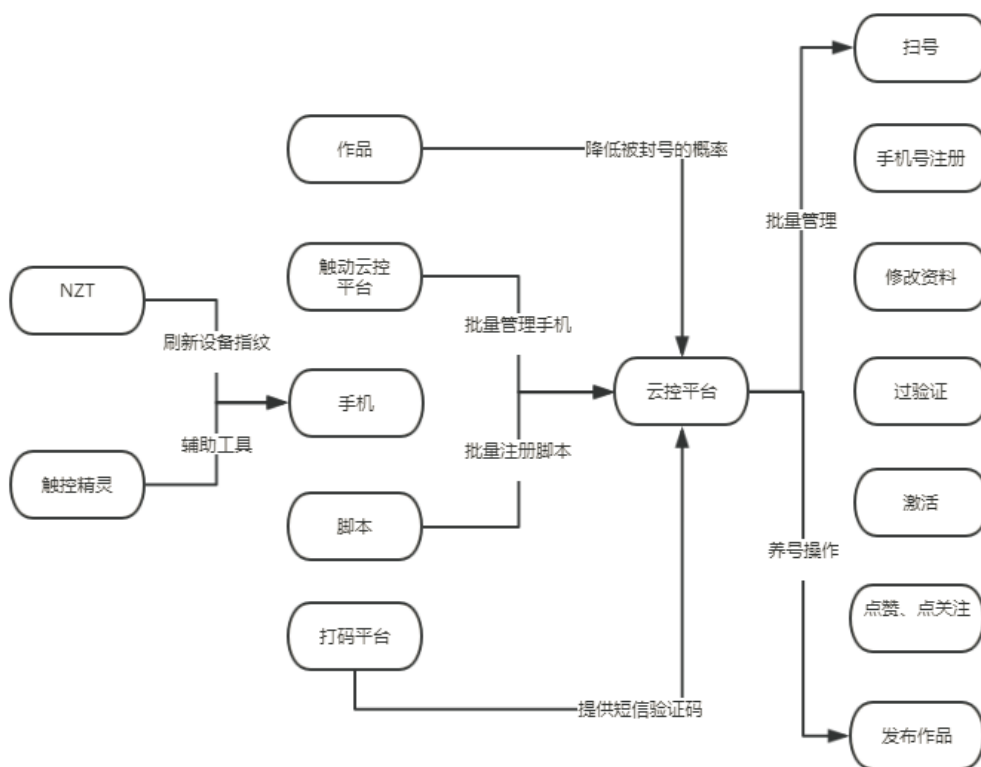 扫号
作品
降低被封号的概率
手机号注册
批量管理
触动云控
平台
修改资料
NZT
批量管理手机
刷新设备指纹
手机
云控平台
过验证
辅助工具
批量注册脚本
触控精灵
激活
脚本
养号操作
点赞、点关注
打码平台
提供短信验证码
发布作品